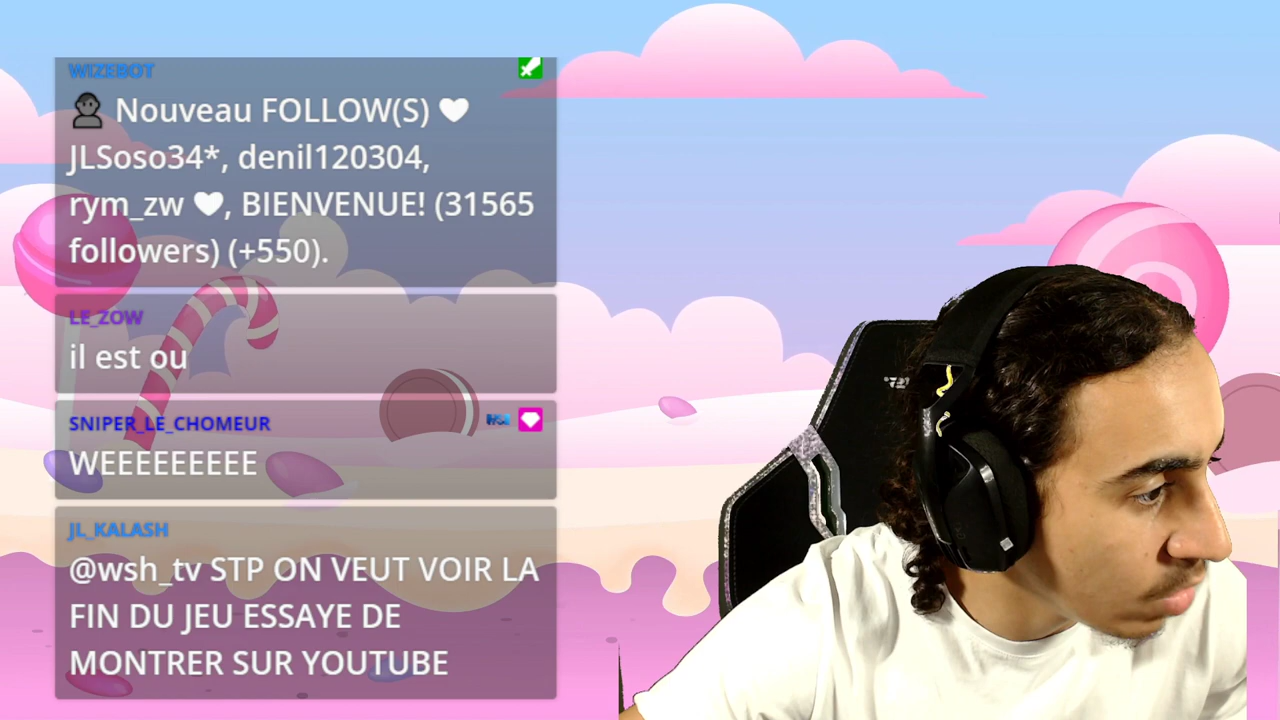 WIZEBOT
Nouveau FOLLOW(S)
JLSoso34*, denil120304,
rym_zw, BIENVENUE! (31565
followers) (+550).
LE_ZOW
il est ou
SNIPER_LE_CHOMEUR
WEEEEEEEEE
JL_KALASH
@wsh_tv STP ON VEUT VOIR LA
FIN DU JEU ESSAYE DE
MONTRER SUR YOUTUBE